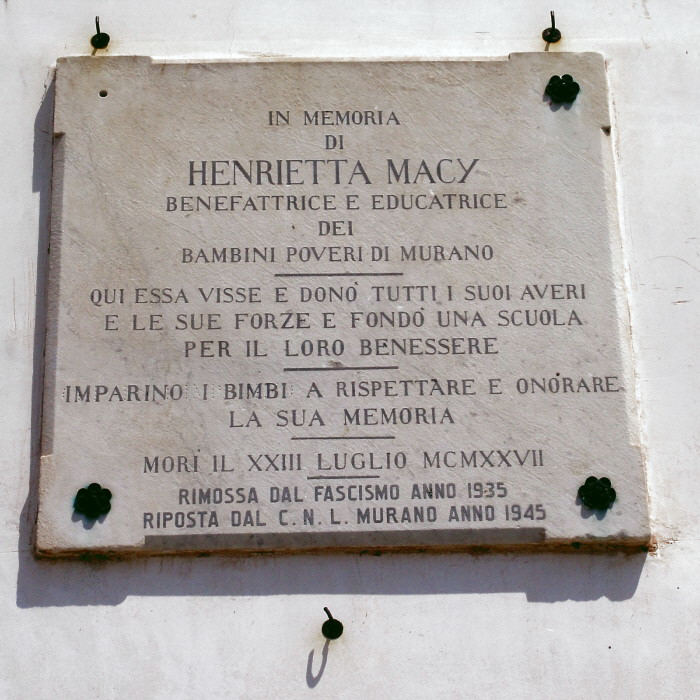 IN MEMORIA
DI
HENRIETTA MACY
BENEFATTRICE E EDUCATRICE
DEI
BAMBINI POVERI DI MURANO
QUI ESSA VISSE E DONÒ TUTTI I SUOI AVERI
E LE SUE FORZE E FONDÒ UNA SCUOLA
PER IL LORO BENESSERE
IMPARINO I BIMBI A RISPETTARE E ONORARE
LA SUA MEMORIA
MORÌ IL XXIII LUGLIO MCMXXVII
RIMOSSA DAL FASCISMO ANNO 1935
RIPOSTA DAL C. N. L. MURANO ANNO 1945